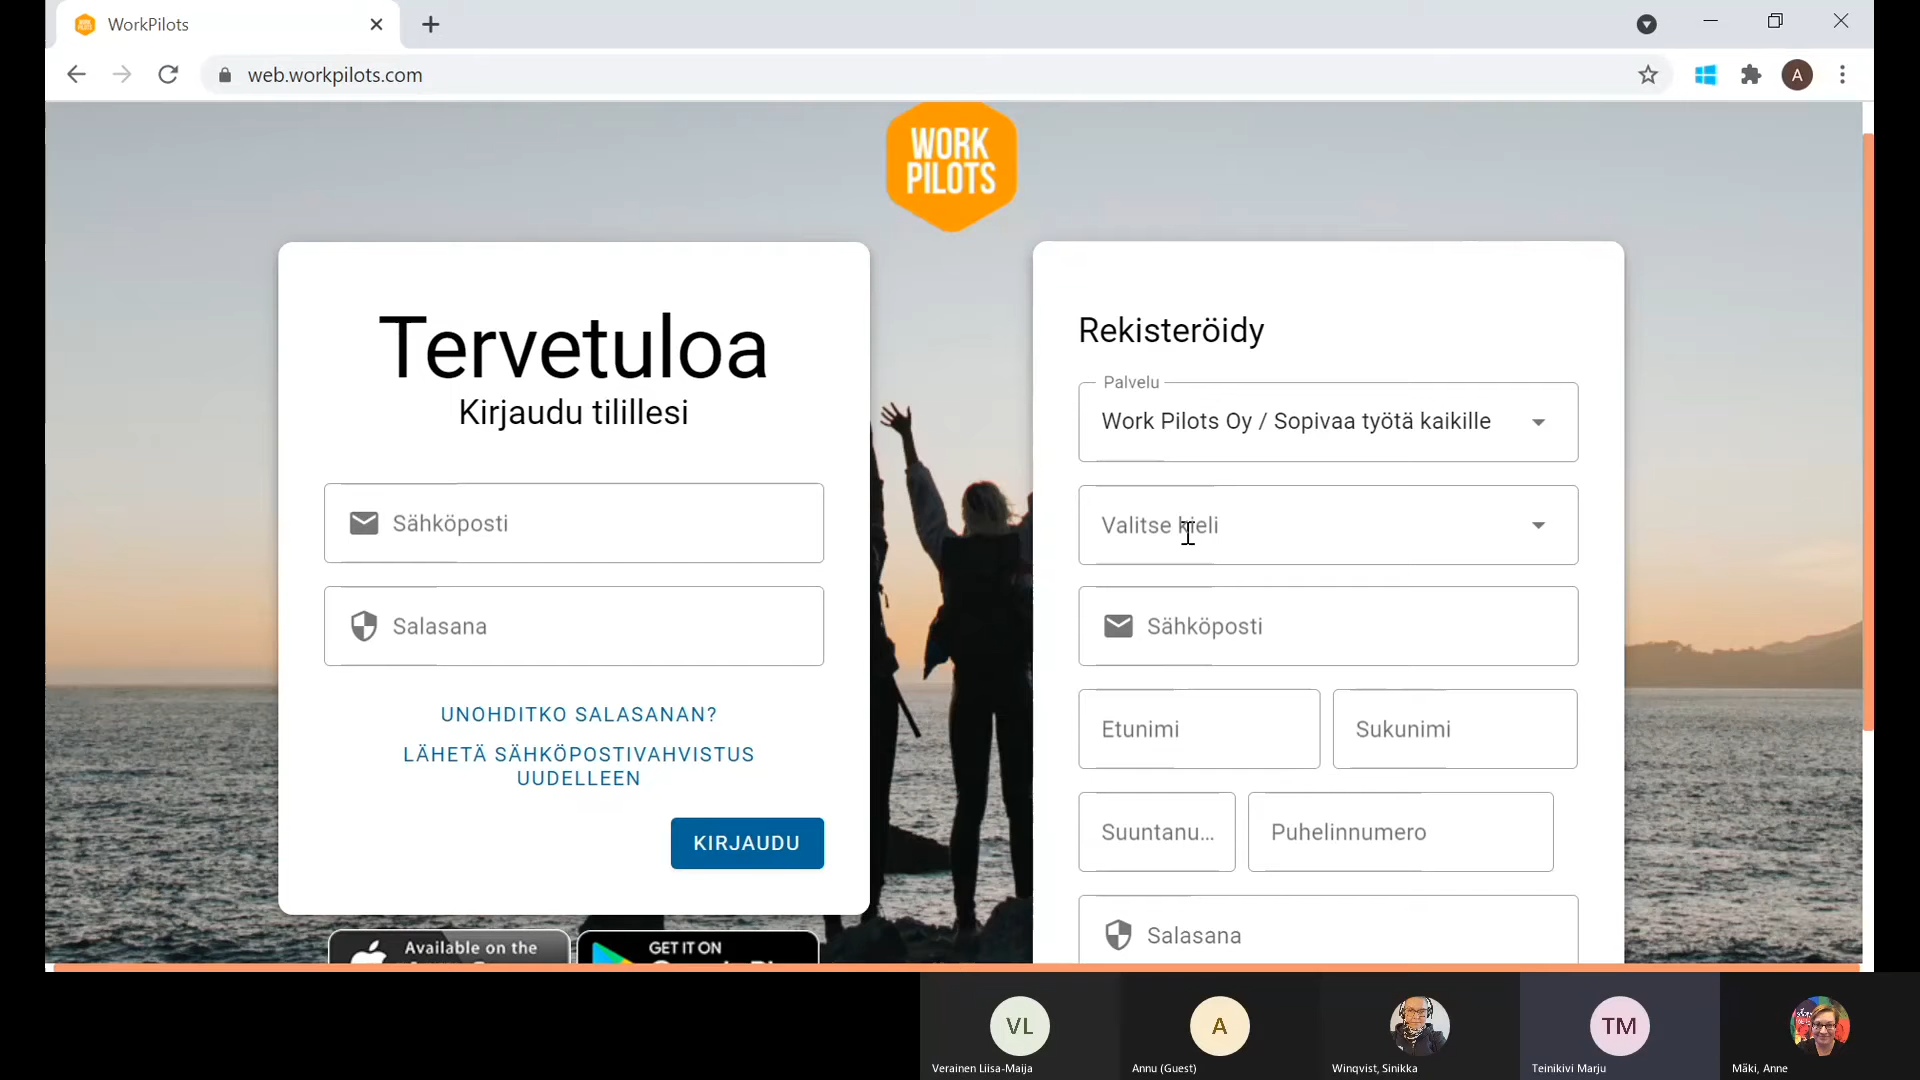 WorkPilots
web.workpilots.com
A
WORK
PILOTS
Tervetuloa
Kirjaudu tilillesi
Sähköposti
Salasana
UNOHDITKO SALASANAN?
LÄHETÄ SÄHKÖPOSTIVAHVISTUS
UUDELLEEN
KIRJAUDU
Available on the
GET IT ON
Rekisteröidy
Palvelu
Work Pilots Oy / Sopivaa työtä kaikille
Valitse kieli
Sähköposti
Etunimi
Sukunimi
Suuntanu...
Puhelinnumero
Salasana
VL
Verainen Liisa-Maija
A
Annu (Guest)
Winqvist, Sinikka
TM
Teinikivi Marju
Mäki, Anne